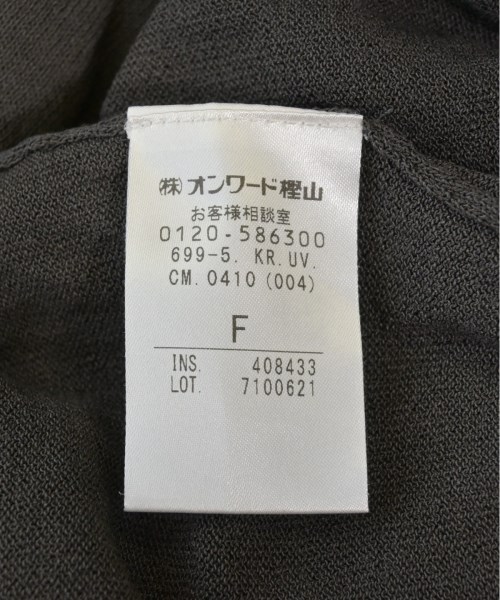 (株)オンワード樫山
お客様相談室
0120-586300
699-5. KR.UV.
CM.0410(004)
F
INS. 408433
LOT. 7100621